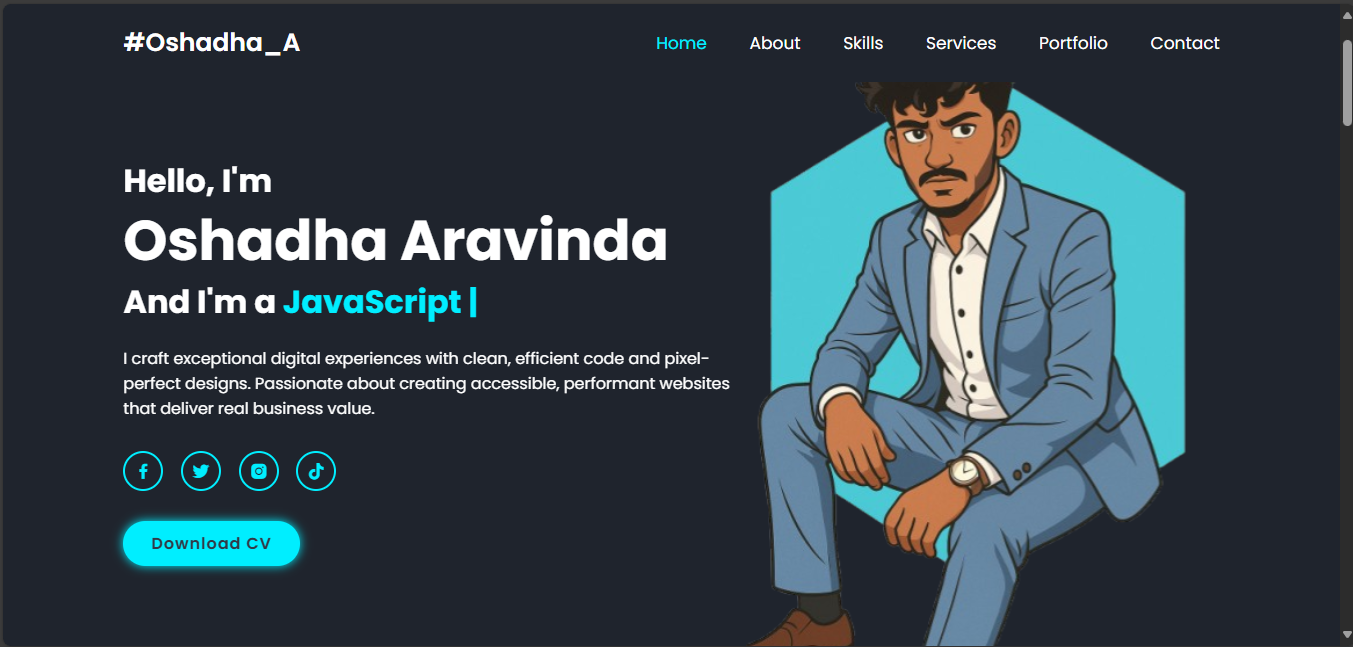 #Oshadha_A
Home About Skills Services Portfolio Contact
Hello, I'm
Oshadha Aravinda
And I'm a JavaScript |
I craft exceptional digital experiences with clean, efficient code and pixel-
perfect designs. Passionate about creating accessible, performant websites
that deliver real business value.
Download CV